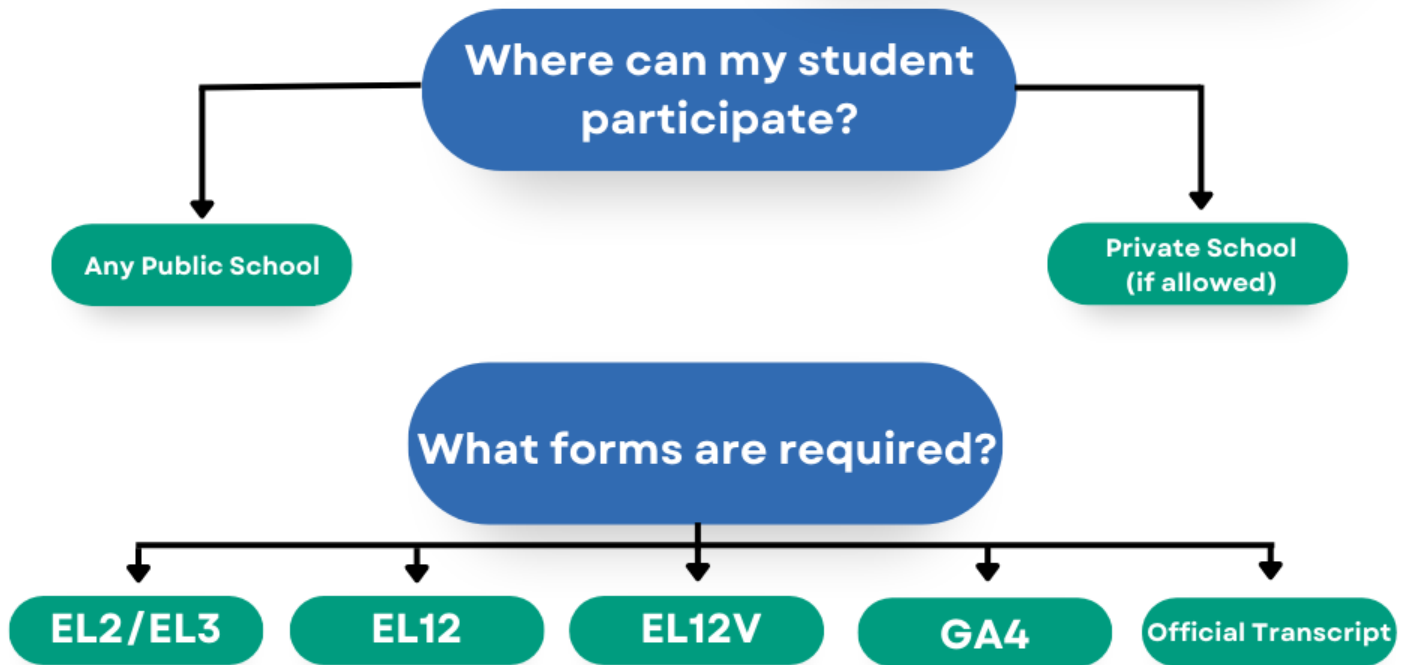 Where can my student
participate?
Any Public School
Private School
(if allowed)
What forms are required?
EL2/EL3
EL12
EL12V
GA4
Official Transcript